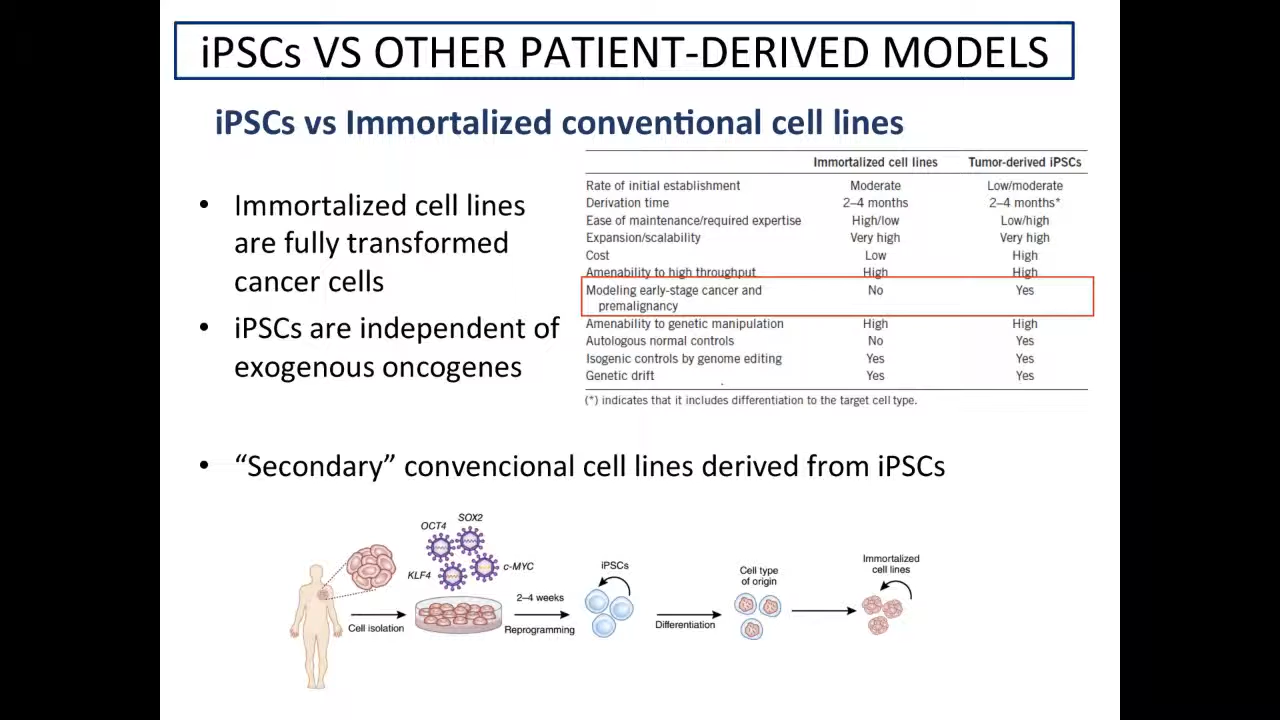 iPSCs VS OTHER PATIENT-DERIVED MODELS
iPSCs vs Immortalized conventional cell lines
• Immortalized cell lines
are fully transformed
cancer cells
• iPSCs are independent of
exogenous oncogenes
Immortalized cell lines Tumor-derived iPSCs
Rate of initial establishment Moderate Low/moderate
Derivation time 2–4 months 2–4 months*
Ease of maintenance/required expertise High/low Low/high
Expansion/scalability Very high Very high
Cost Low High
Amenability to high throughput High High
Modeling early-stage cancer and No Yes
premalignancy
Amenability to genetic manipulation High High
Autologous normal controls No Yes
Isogenic controls by genome editing Yes Yes
Genetic drift Yes Yes
(*) indicates that it includes differentiation to the target cell type.
• “Secondary” convencional cell lines derived from iPSCs
SOX2
OCT4
c-MYC
KLF4
Cell isolation
2–4 weeks
Reprogramming
iPSCs
Differentiation
Cell type
of origin
Immortalized
cell lines